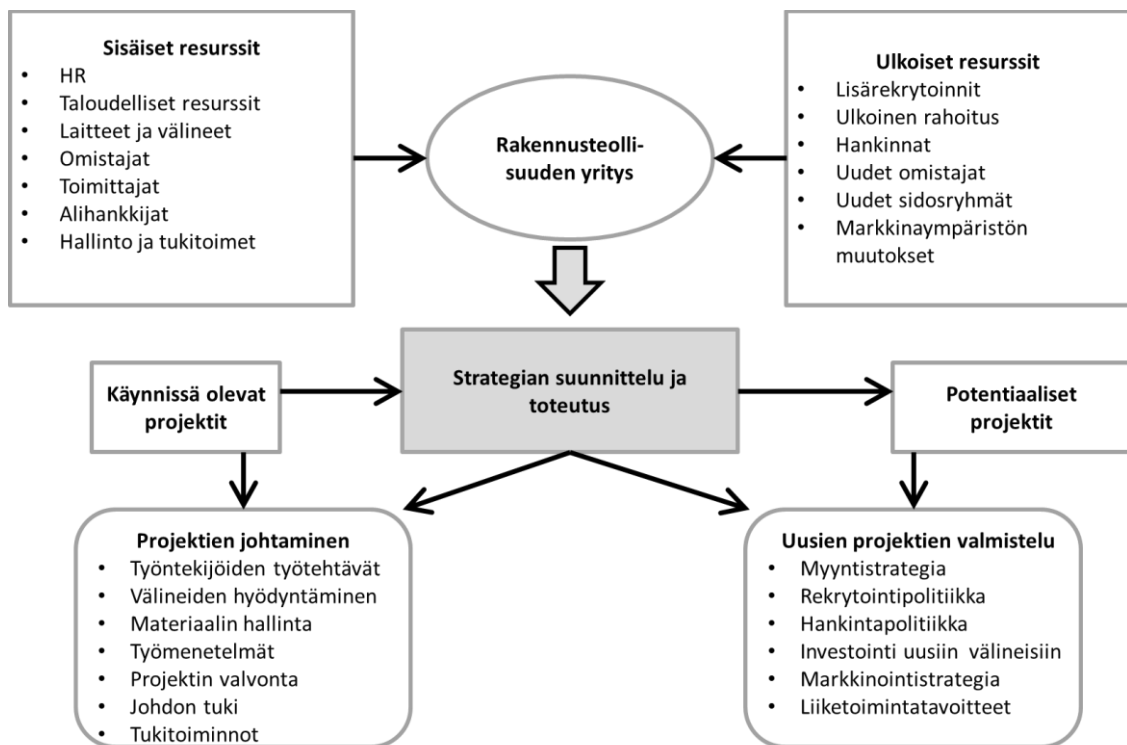 Sisäiset resurssit
• HR
• Taloudelliset resurssit
• Laitteet ja välineet
• Omistajat
• Toimittajat
• Alihankkijat
• Hallinto ja tukitoimet
Rakennusteolli-
suuden yritys
Ulkoiset resurssit
• Lisärekrytoinnit
• Ulkoinen rahoitus
• Hankinnat
• Uudet omistajat
• Uudet sidosryhmät
• Markkinaympäristön
muutokset
Käynnissä olevat
projektit
Strategian suunnittelu ja
toteutus
Potentiaaliset
projektit
Projektien johtaminen
• Työntekijöiden työtehtävät
• Välineiden hyödyntäminen
• Materiaalin hallinta
• Työmenetelmät
• Projektin valvonta
• Johdon tuki
• Tukitoiminnot
Uusien projektien valmistelu
• Myyntistrategia
• Rekrytointipolitiikka
• Hankintapolitiikka
• Investointi uusiin välineisiin
• Markkinointistrategia
• Liiketoimintatavoitteet